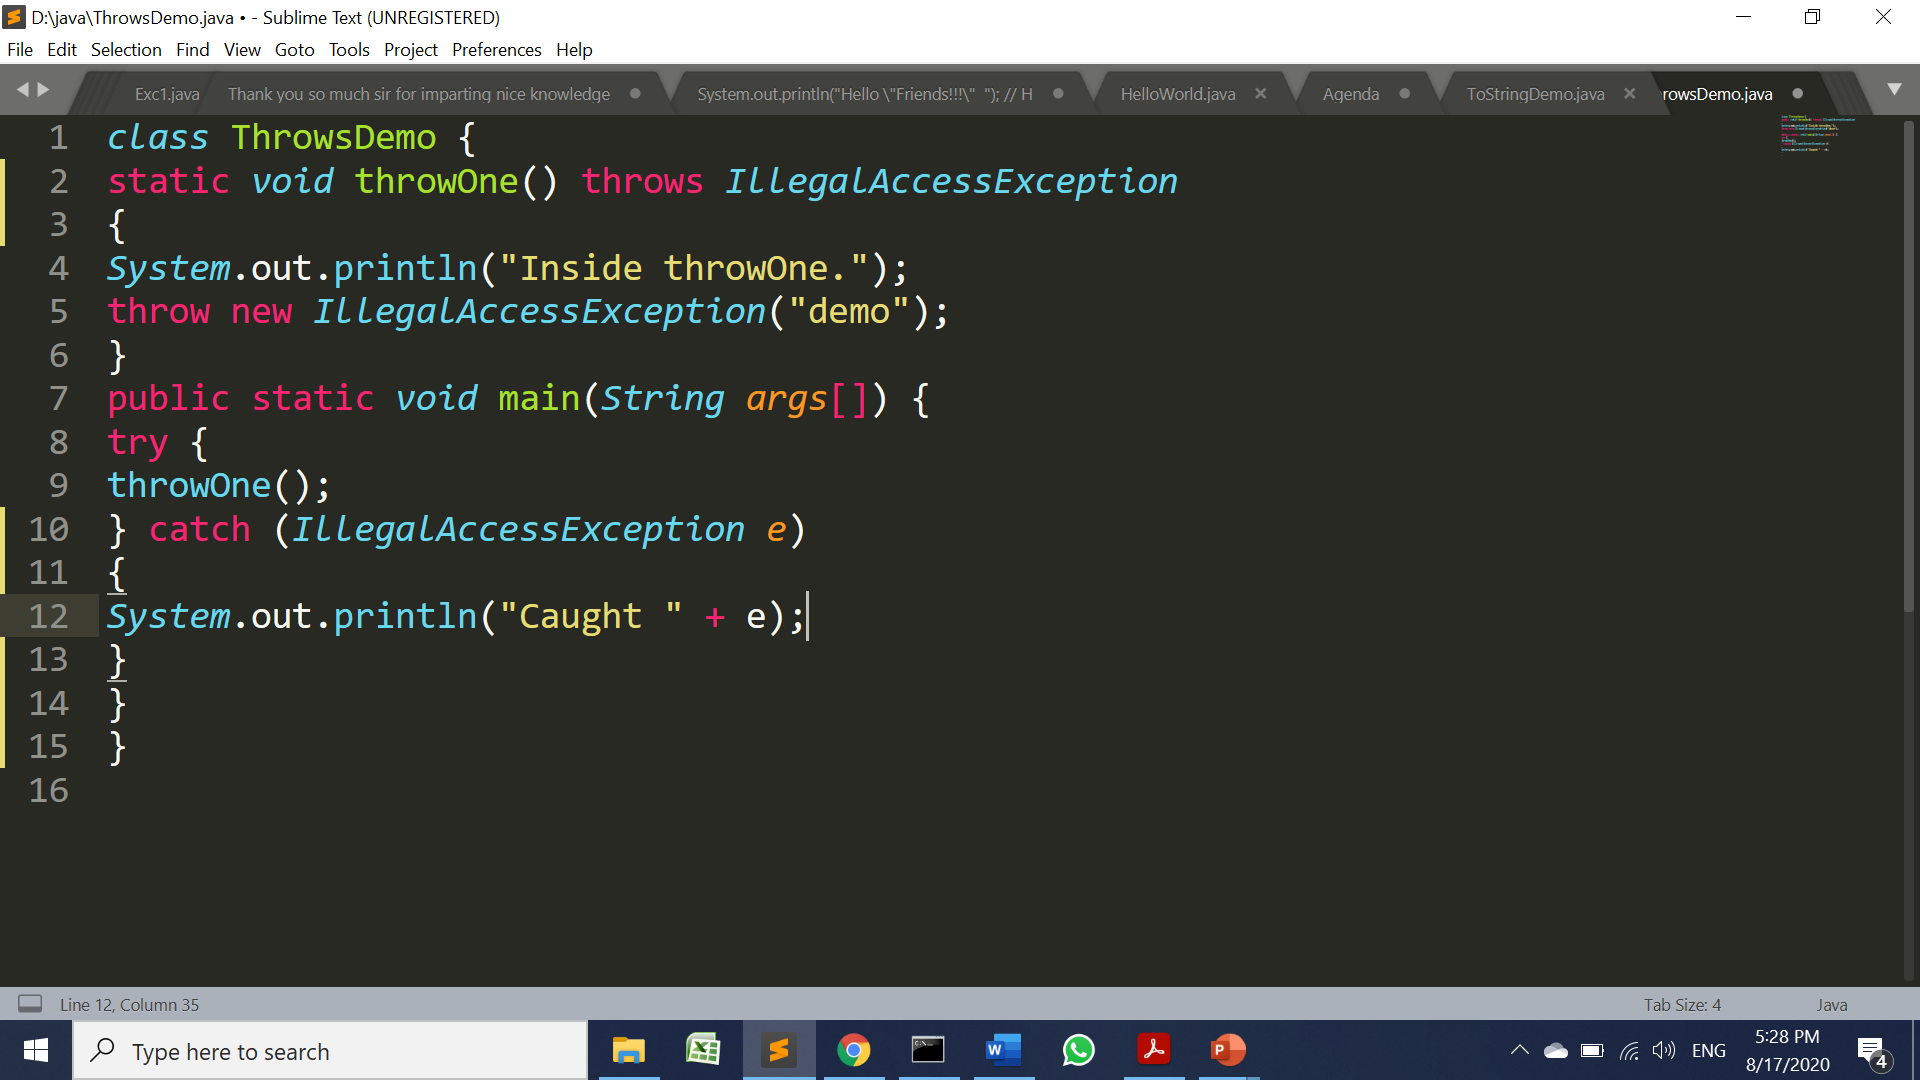 D:\java\ThrowsDemo.java • - Sublime Text (UNREGISTERED)
File Edit Selection Find View Goto Tools Project Preferences Help
Exc1.java Thank you so much sir for imparting nice knowledge System.out.println("Hello \"Friends!!!\" "); // H HelloWorld.java Agenda ToStringDemo.java rowsDemo.java
1 class ThrowsDemo {
2 static void throwOne() throws IllegalAccessException
3 {
4 System.out.println("Inside throwOne.");
5 throw new IllegalAccessException("demo");
6 }
7 public static void main(String args[]) {
8 try {
9 throwOne();
10 } catch (IllegalAccessException e)
11 {
12 System.out.println("Caught " + e);
13 }
14 }
15 }
16
Line 12, Column 35 Tab Size: 4 Java
Type here to search
ENG
5:28 PM
8/17/2020
4